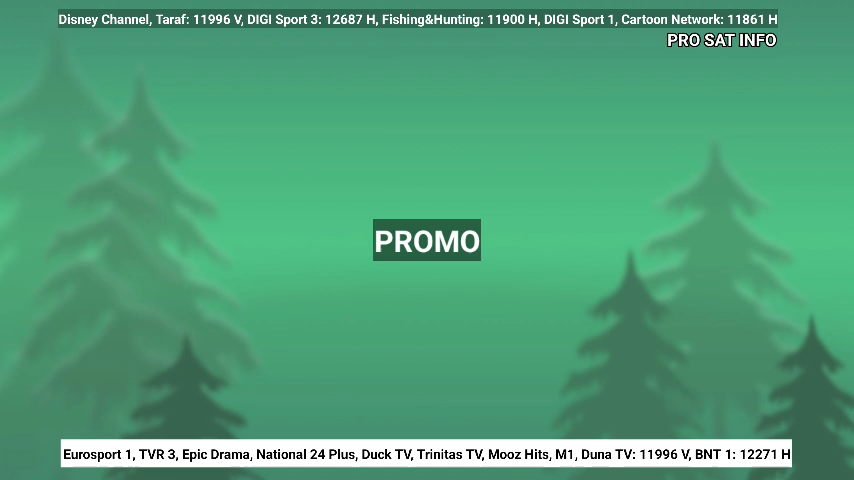 Disney Channel, Taraf: 11996 V, DIGI Sport 3: 12687 H, Fishing&Hunting: 11900 H, DIGI Sport 1, Cartoon Network: 11861 H
PRO SAT INFO
PROMO
Eurosport 1, TVR 3, Epic Drama, National 24 Plus, Duck TV, Trinitas TV, Mooz Hits, M1, Duna TV: 11996 V, BNT 1: 12271 H